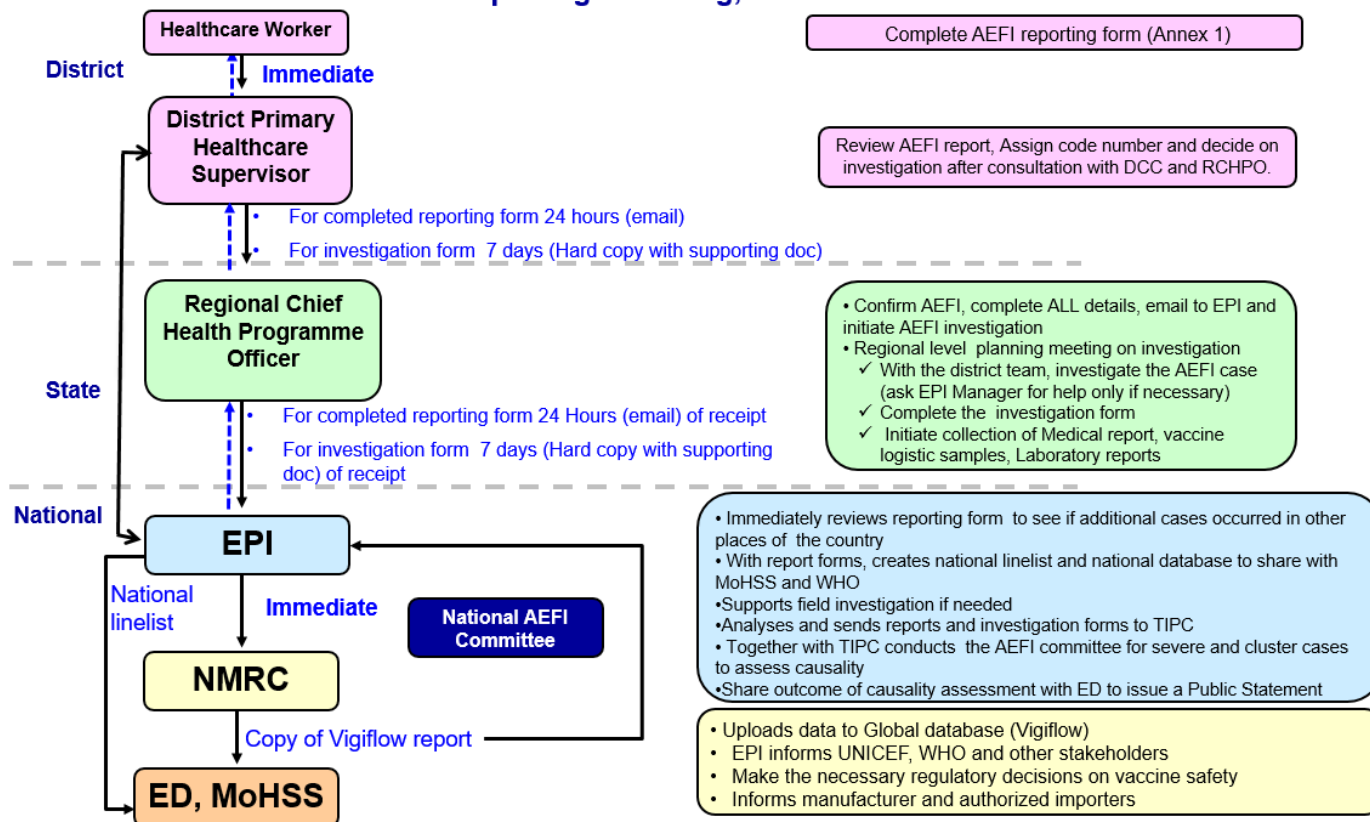 Healthcare Worker
Complete AEFI reporting form (Annex 1)
District
Immediate
District Primary
Healthcare
Supervisor
Review AEFI report, Assign code number and decide on
investigation after consultation with DCC and RCHPO.
• For completed reporting form 24 hours (email)
• For investigation form 7 days (Hard copy with supporting doc)
Regional Chief
Health Programme
Officer
• Confirm AEFI, complete ALL details, email to EPI and
initiate AEFI investigation
• Regional level planning meeting on investigation
✓ With the district team, investigate the AEFI case
(ask EPI Manager for help only if necessary)
✓ Complete the investigation form
✓ Initiate collection of Medical report, vaccine
logistic samples, Laboratory reports
State
• For completed reporting form 24 Hours (email) of receipt
• For investigation form 7 days (Hard copy with supporting
doc) of receipt
National
EPI
• Immediately reviews reporting form to see if additional cases occurred in other
places of the country
• With report forms, creates national linelist and national database to share with
MoHSS and WHO
•Supports field investigation if needed
• Analyses and sends reports and investigation forms to TIPC
• Together with TIPC conducts the AEFI committee for severe and cluster cases
to assess causality
•Share outcome of causality assessment with ED to issue a Public Statement
National
linelist
Immediate
National AEFI
Committee
NMRC
Copy of Vigiflow report
ED, MoHSS
• Uploads data to Global database (Vigiflow)
• EPI informs UNICEF, WHO and other stakeholders
• Make the necessary regulatory decisions on vaccine safety
• Informs manufacturer and authorized importers